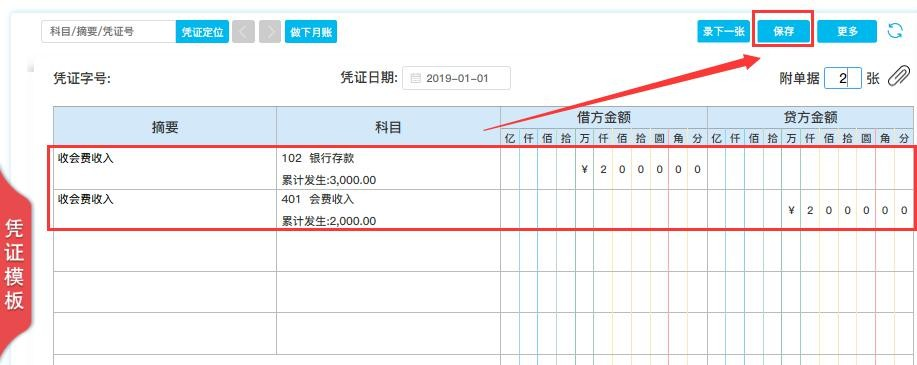 科目/摘要/凭证号 凭证定位 < > 做下月账 录下一张 保存 更多
凭证字号: 凭证日期: 2019-01-01 附单据 2 张
摘要 科目 借方金额 贷方金额
亿 仟 佰 拾 万 仟 佰 拾 圆 角 分 亿 仟 佰 拾 万 仟 佰 拾 圆 角 分
收会费收入 102 银行存款 ¥ 2 0 0 0 0 0
累计发生:3,000.00
收会费收入 401 会费收入 ¥ 2 0 0 0 0 0
累计发生:2,000.00
凭证模板